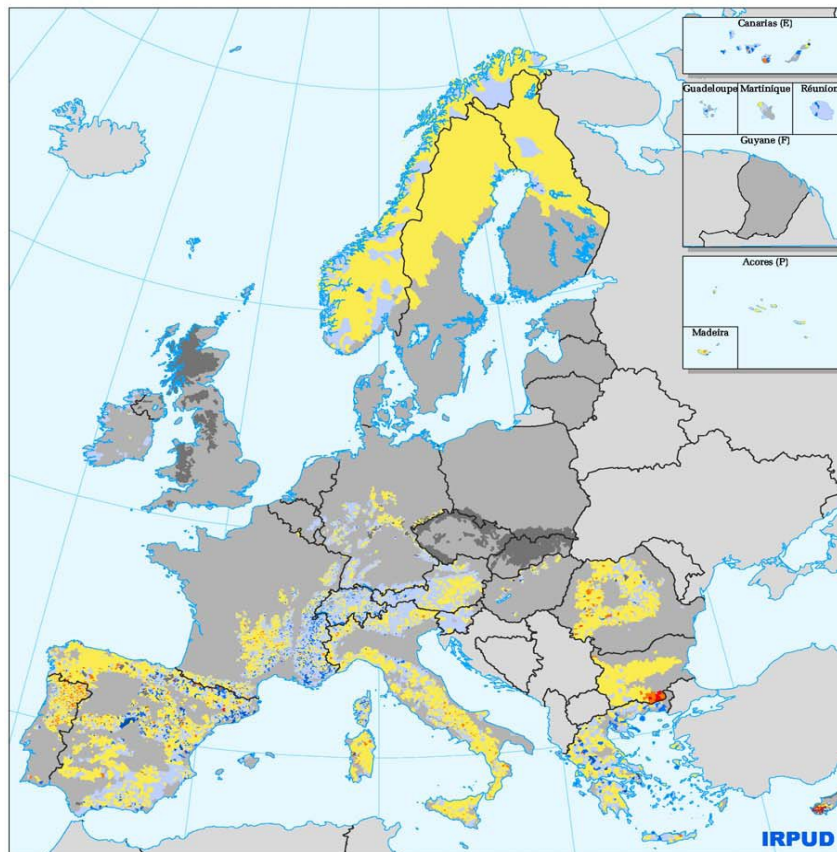 Canarias (E)
Guadeloupe
Martinique
Réunion
Guyane (F)
Acores (P)
Madeira
IRPUD